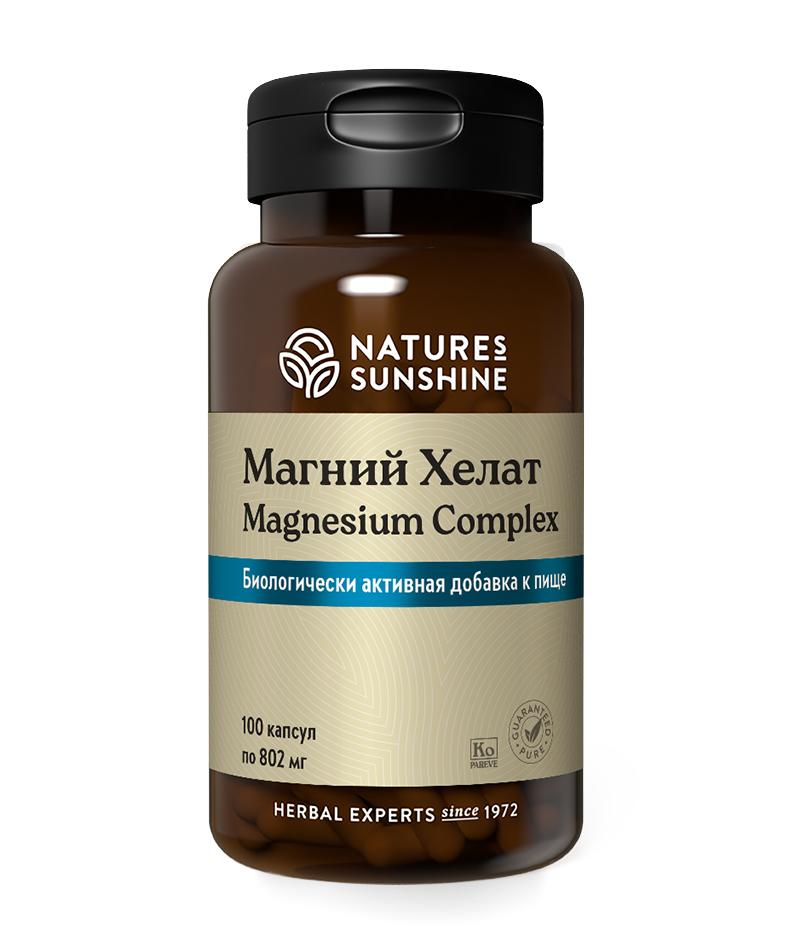 NATURES
SUNSHINE
Магний Хелат
Magnesium Complex
Биологически активная добавка к пище
100 капсул
по 802 мг
Ko
PAREVE
GUARANTEED
PURE
HERBAL EXPERTS since 1972